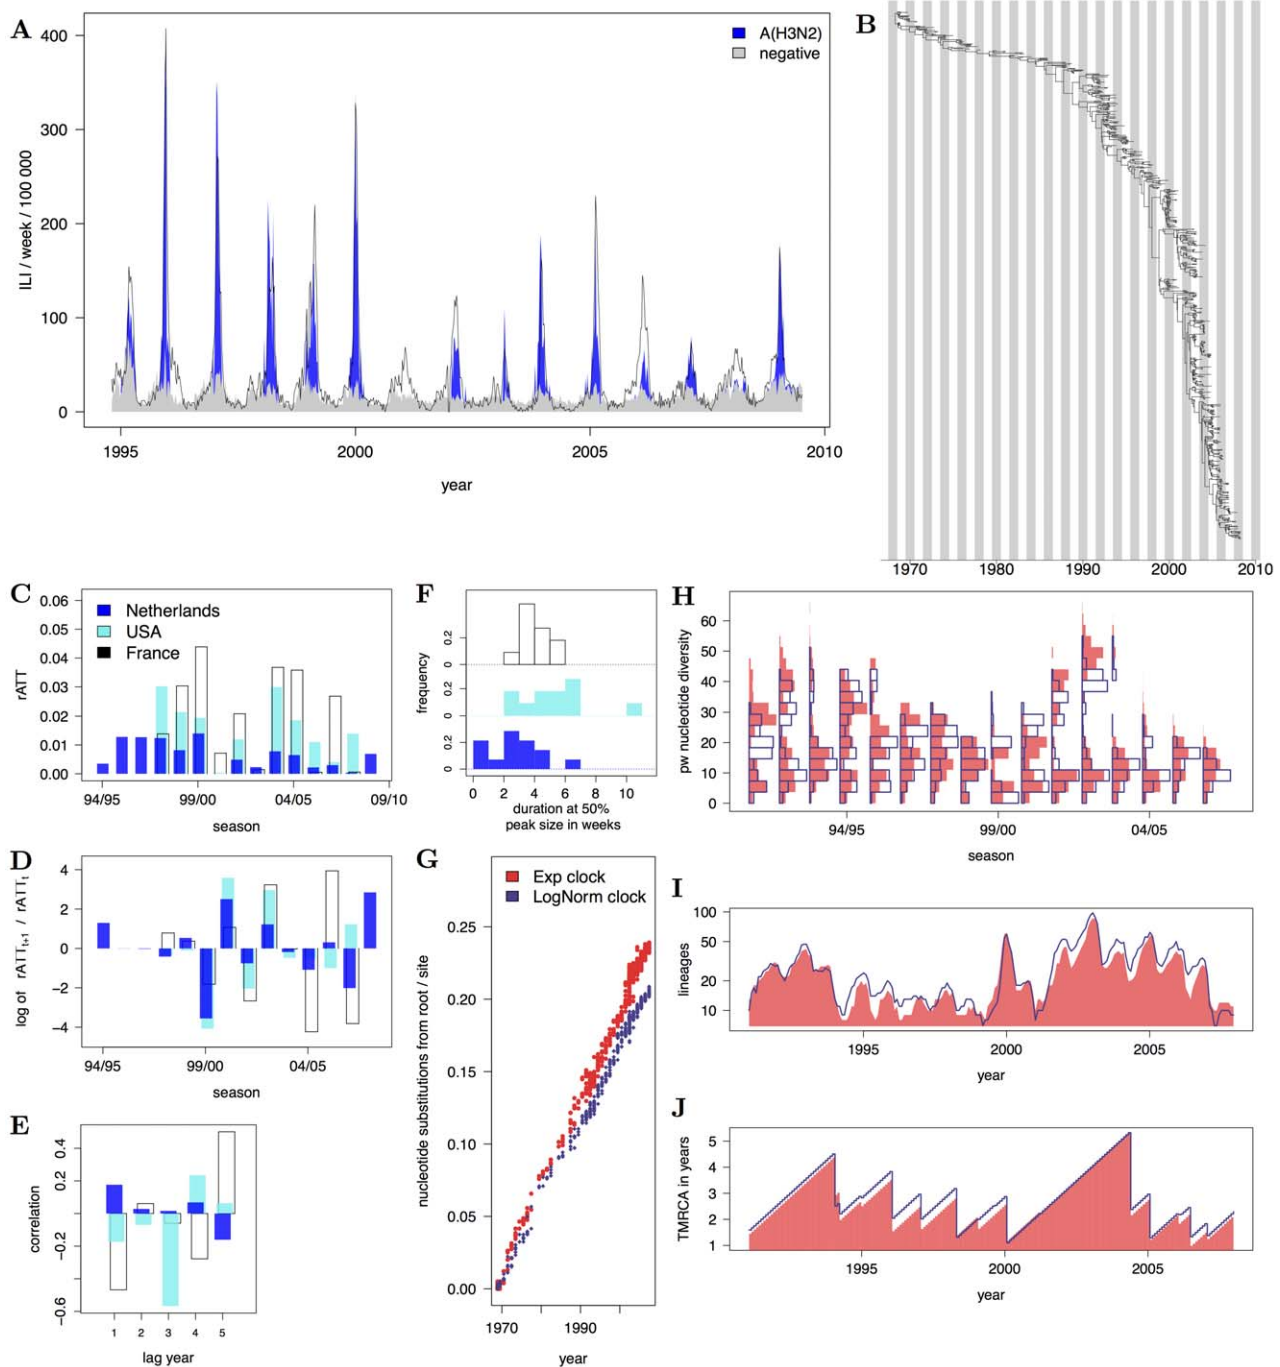 A
400
300
200
100
0
ILI / week / 100 000
A(H3N2)
negative
1995
2000
2005
2010
year
B
1970
1980
1990
2000
2010
C
0.06
0.05
0.04
0.03
0.02
0.01
0.00
rATT
Netherlands
USA
France
94/95
99/00
04/05
09/10
season
D
4
2
0
−2
−4
log of rATTt+1 / rATTt
94/95
99/00
04/05
season
E
0.4
0.2
-0.2
-0.6
correlation
1 2 3 4 5
lag year
F
0.2
0
0.2
0
0.2
0
frequency
0 2 4 6 8 10
duration at 50%
peak size in weeks
G
Exp clock
LogNorm clock
0.25
0.20
0.15
0.10
0.05
0.00
nucleotide substitutions from root / site
1970
1990
year
H
60
50
40
30
20
10
0
pw nucleotide diversity
94/95
99/00
04/05
season
I
100
50
20
10
lineages
1995
2000
2005
year
J
5
4
3
2
1
TMRCA in years
1995
2000
2005
year